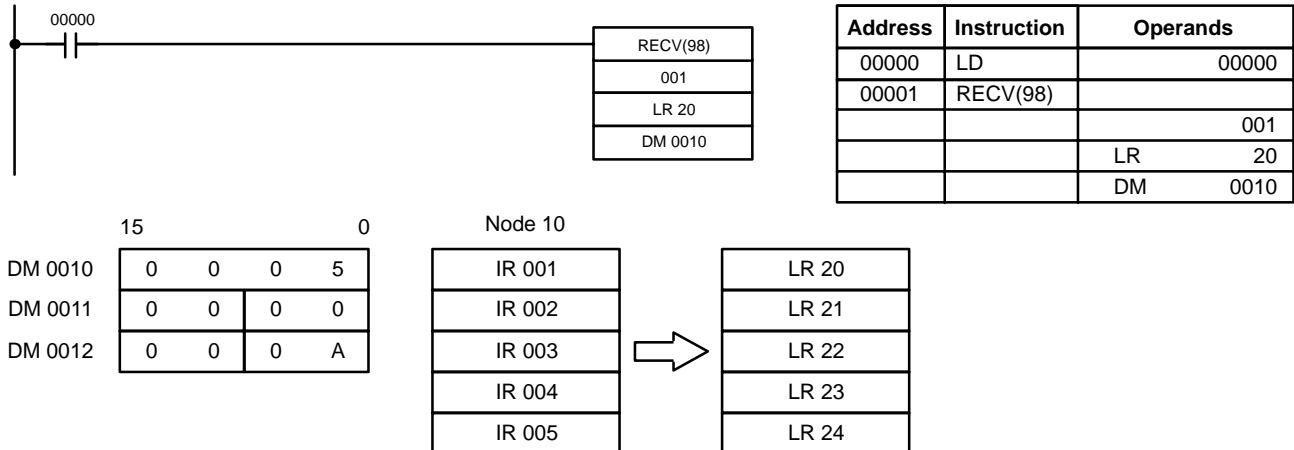 00000
RECV(98)
001
LR 20
DM 0010
Address Instruction Operands
00000 LD 00000
00001 RECV(98)
001
LR 20
DM 0010
15 0
DM 0010 0 0 0 5
DM 0011 0 0 0 0
DM 0012 0 0 0 A
Node 10
IR 001 LR 20
IR 002 LR 21
IR 003 LR 22
IR 004 LR 23
IR 005 LR 24